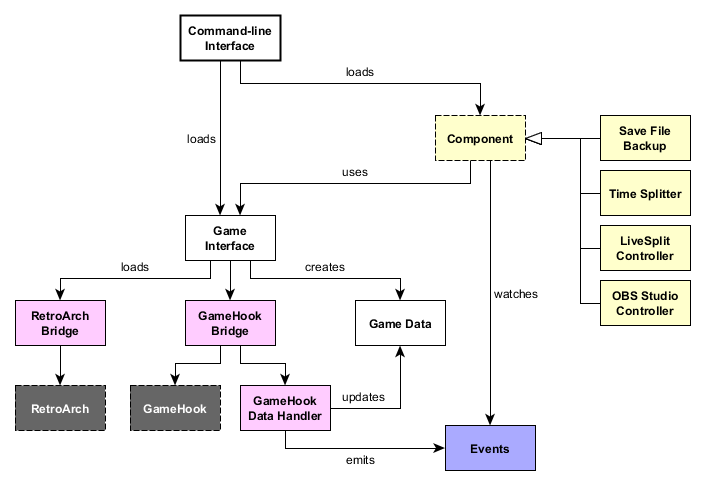 Command-line
Interface
loads
loads
Component
Save File
Backup
uses
Time Splitter
Game
Interface
LiveSplit
Controller
loads
creates
watches
OBS Studio
Controller
RetroArch
Bridge
GameHook
Bridge
Game Data
RetroArch
GameHook
GameHook
Data Handler
updates
Events
emits